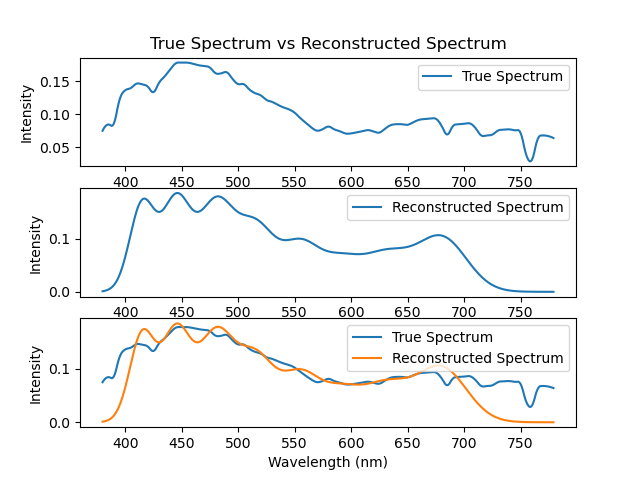 True Spectrum vs Reconstructed Spectrum
Intensity
0.15
0.10
0.05
True Spectrum
400 450 500 550 600 650 700 750
Intensity
0.1
0.0
Reconstructed Spectrum
400 450 500 550 600 650 700 750
Intensity
0.1
0.0
True Spectrum
Reconstructed Spectrum
400 450 500 550 600 650 700 750
Wavelength (nm)